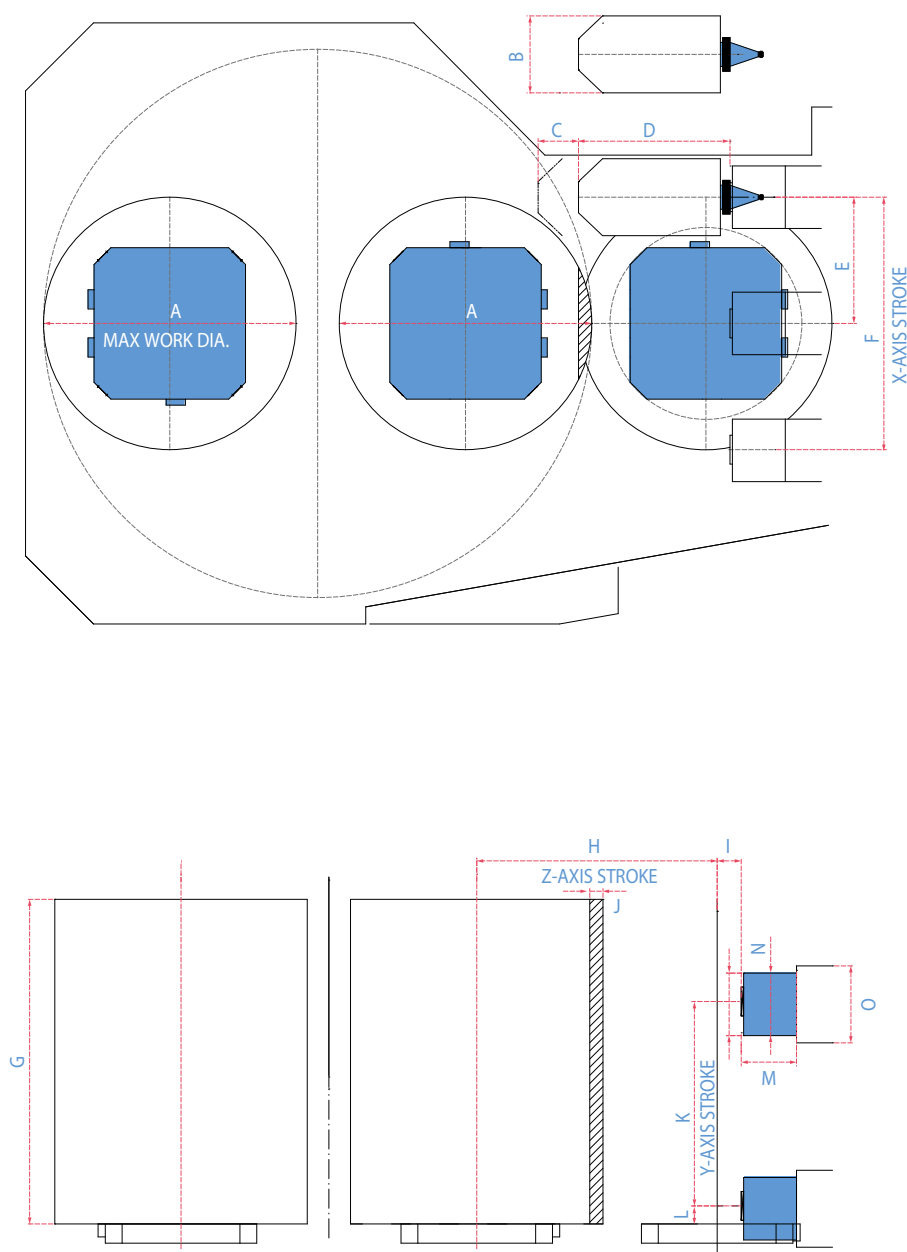 B
C
D
A
MAX WORK DIA.
A
E
F
X-AXIS STROKE
H
I
Z-AXIS STROKE
J
G
N
O
M
K
Y-AXIS STROKE
L